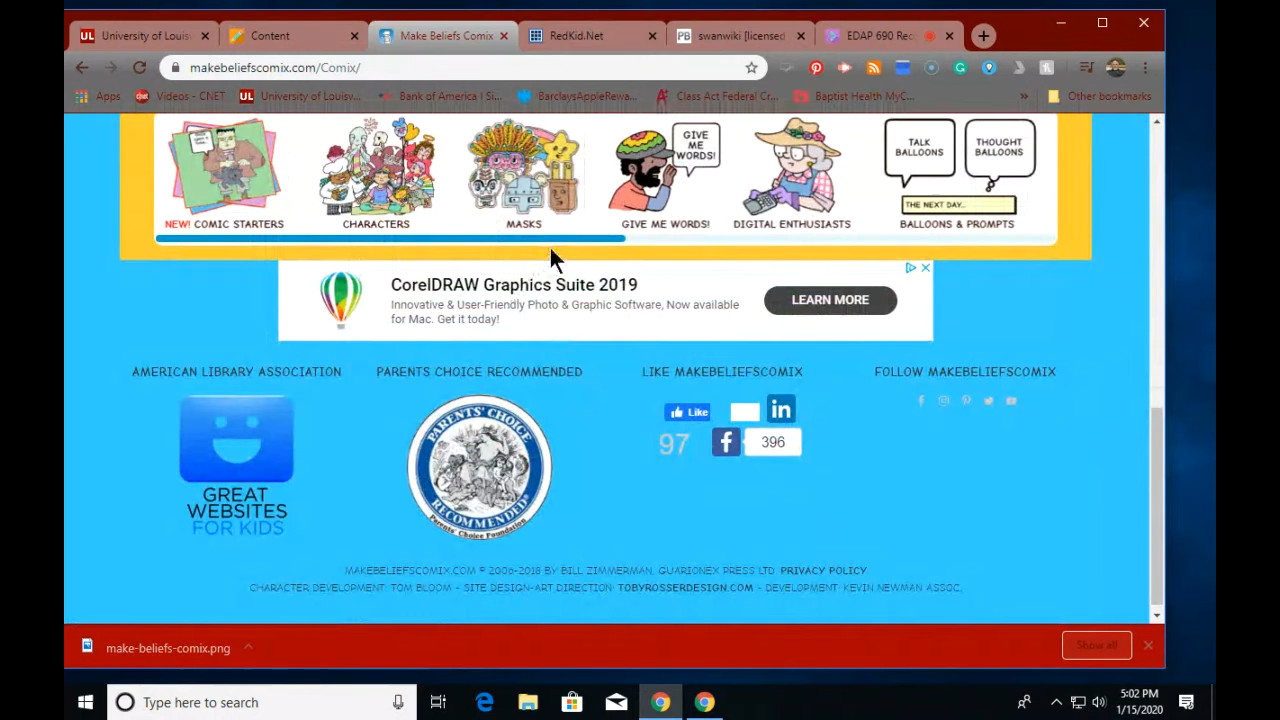 University of Louis
Content
Make Beliefs Comix
RedKid.Net
swanwiki [licensed
EDAP 690 Rec
makebeliefscomix.com/Comix/
Apps
Videos - CNET
University of Louisv...
Bank of America | Si...
BarclaysAppleRewa...
Class Act Federal Cr...
Baptist Health MyC...
»
Other bookmarks
GIVE
ME
WORDS!
TALK
BALLOONS
THOUGHT
BALLOONS
THE NEXT DAY...
NEW! COMIC STARTERS
CHARACTERS
MASKS
GIVE ME WORDS!
DIGITAL ENTHUSIASTS
BALLOONS & PROMPTS
CorelDRAW Graphics Suite 2019
Innovative & User-Friendly Photo & Graphic Software, Now available
for Mac. Get it today!
LEARN MORE
AMERICAN LIBRARY ASSOCIATION
PARENTS CHOICE RECOMMENDED
LIKE MAKEBELIEFSCOMIX
FOLLOW MAKEBELIEFSCOMIX
GREAT
WEBSITES
FOR KIDS
PARENTS' CHOICE
RECOMMENDED
Parents' Choice Foundation
Like
in
97
f
396
MAKEBELIEFSCOMIX.COM © 2006-2018 BY BILL ZIMMERMAN, GUARIONEX PRESS LTD. PRIVACY POLICY
CHARACTER DEVELOPMENT: TOM BLOOM - SITE DESIGN-ART DIRECTION: TOBYROSSERDESIGN.COM - DEVELOPMENT: KEVIN NEWMAN ASSOC.
make-beliefs-comix.png
Show all
Type here to search
5:02 PM
1/15/2020